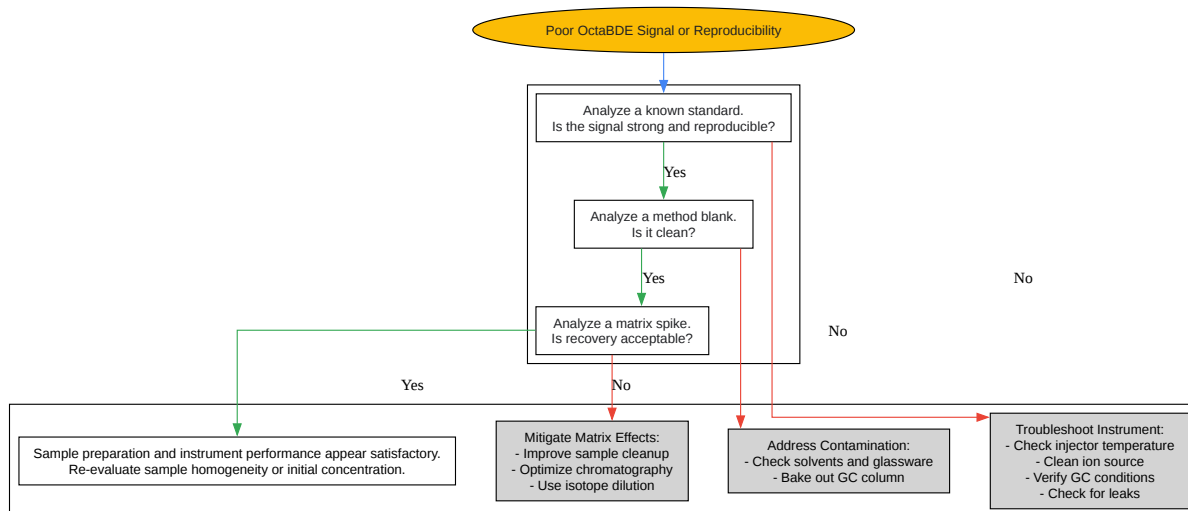 Poor OctaBDE Signal or Reproducibility
Analyze a known standard.
Is the signal strong and reproducible?
Yes
Analyze a method blank.
Is it clean?
Yes
No
Analyze a matrix spike.
Is recovery acceptable?
No
Yes
No
Sample preparation and instrument performance appear satisfactory.
Re-evaluate sample homogeneity or initial concentration.
Mitigate Matrix Effects:
- Improve sample cleanup
- Optimize chromatography
- Use isotope dilution
Address Contamination:
- Check solvents and glassware
- Bake out GC column
Troubleshoot Instrument:
- Check injector temperature
- Clean ion source
- Verify GC conditions
- Check for leaks